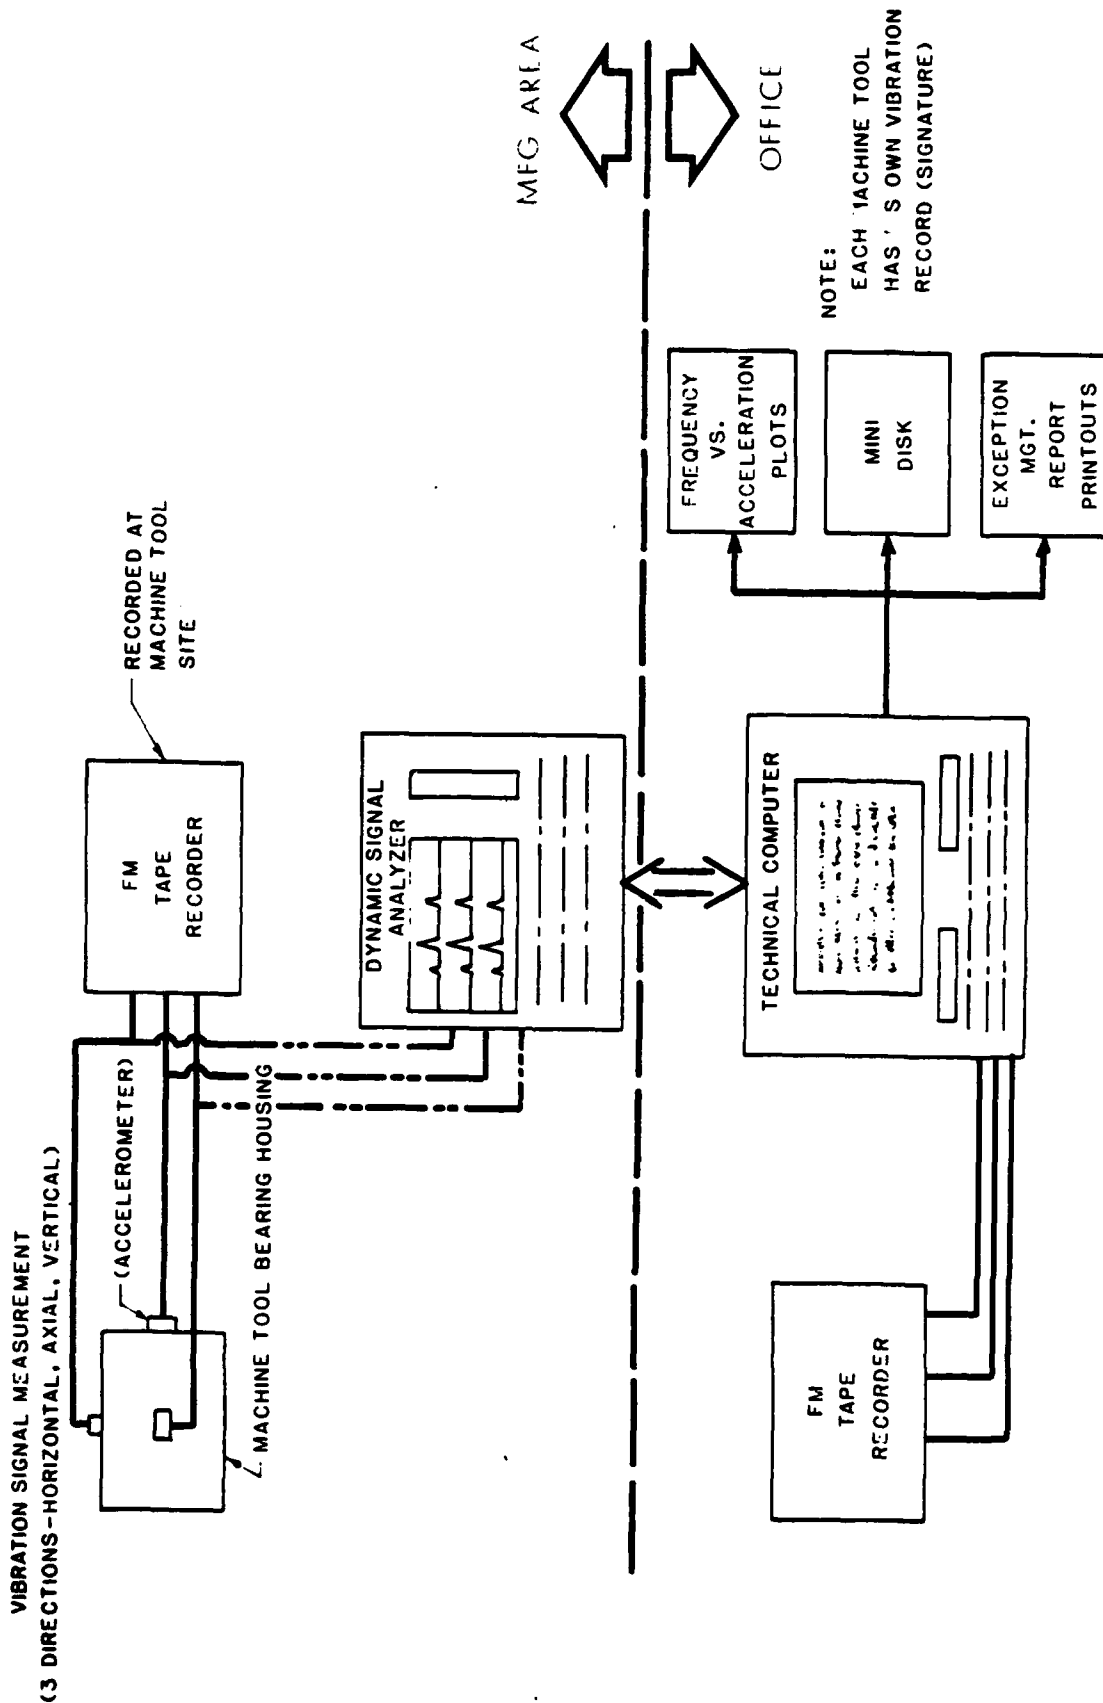 VIBRATION SIGNAL MEASUREMENT
(3 DIRECTIONS-HORIZONTAL, AXIAL, VERTICAL)
(ACCELEROMETER)
MACHINE TOOL BEARING HOUSING
FM
TAPE
RECORDER
RECORDED AT
MACHINE TOOL
SITE
DYNAMIC SIGNAL
ANALYZER
MFG AREA
OFFICE
FM
TAPE
RECORDER
TECHNICAL COMPUTER
FREQUENCY
VS.
ACCELERATION
PLOTS
MINI
DISK
EXCEPTION
MGT.
REPORT
PRINTOUTS
NOTE:
EACH MACHINE TOOL
HAS ' S OWN VIBRATION
RECORD (SIGNATURE)